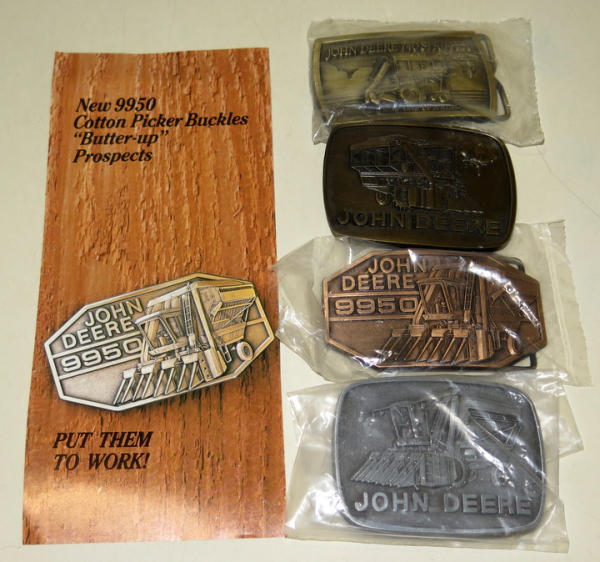 New 9950
Cotton Picker Buckles
"Butter-up"
Prospects
JOHN
DEERE
9950
PUT THEM
TO WORK!
JOHN DEERE
JOHN DEERE
JOHN
DEERE
9950
JOHN DEERE